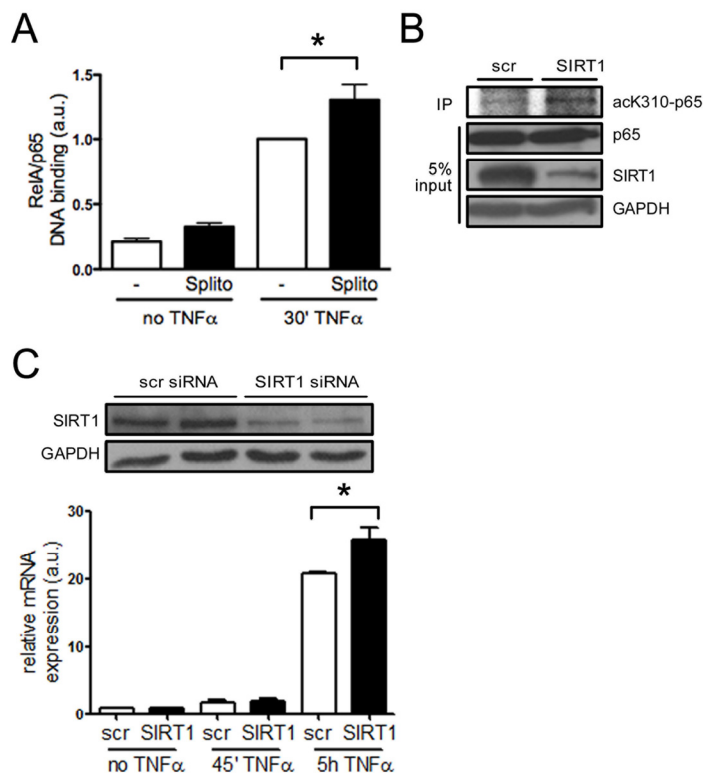 A
*
RelA/p65
DNA binding (a.u.)
1.5
1.0
0.5
0.0
- Splito - Splito
no TNFα 30' TNFα
B
scr SIRT1
IP acK310-p65
p65
5%
input
SIRT1
GAPDH
C
scr siRNA SIRT1 siRNA
SIRT1
GAPDH
*
relative mRNA
expression (a.u.)
30
20
10
0
scr SIRT1 scr SIRT1 scr SIRT1
no TNFα 45' TNFα 5h TNFα